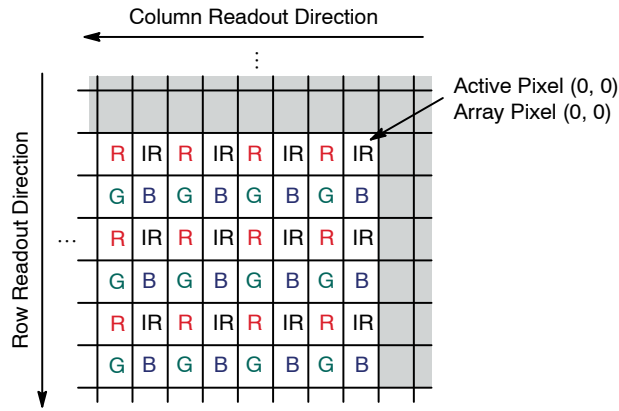 Column Readout Direction
...
Active Pixel (0, 0)
Array Pixel (0, 0)
Row Readout Direction
R IR R IR R IR R IR
G B G B G B G B
... R IR R IR R IR R IR
G B G B G B G B
R IR R IR R IR R IR
G B G B G B G B